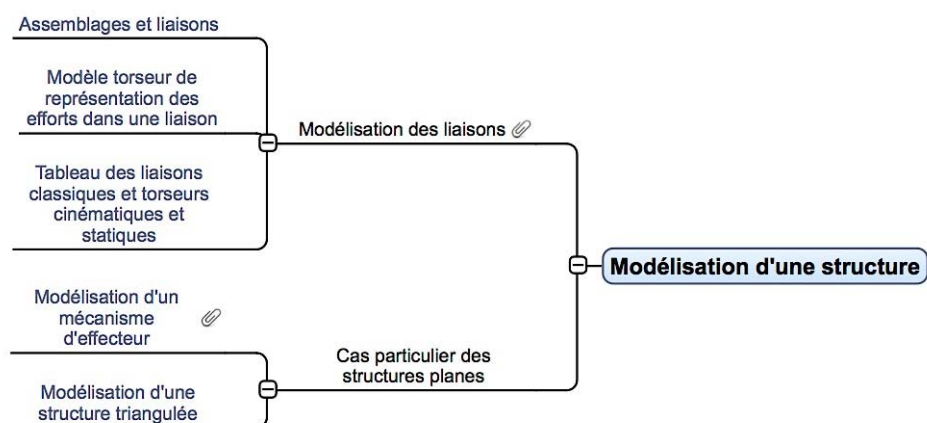 Assemblages et liaisons
Modèle torseur de
représentation des
efforts dans une liaison
Tableau des liaisons
classiques et torseurs
cinématiques et
statiques
Modélisation des liaisons
Modélisation d'une structure
Modélisation d'un
mécanisme
d'effecteur
Modélisation d'une
structure triangulée
Cas particulier des
structures planes